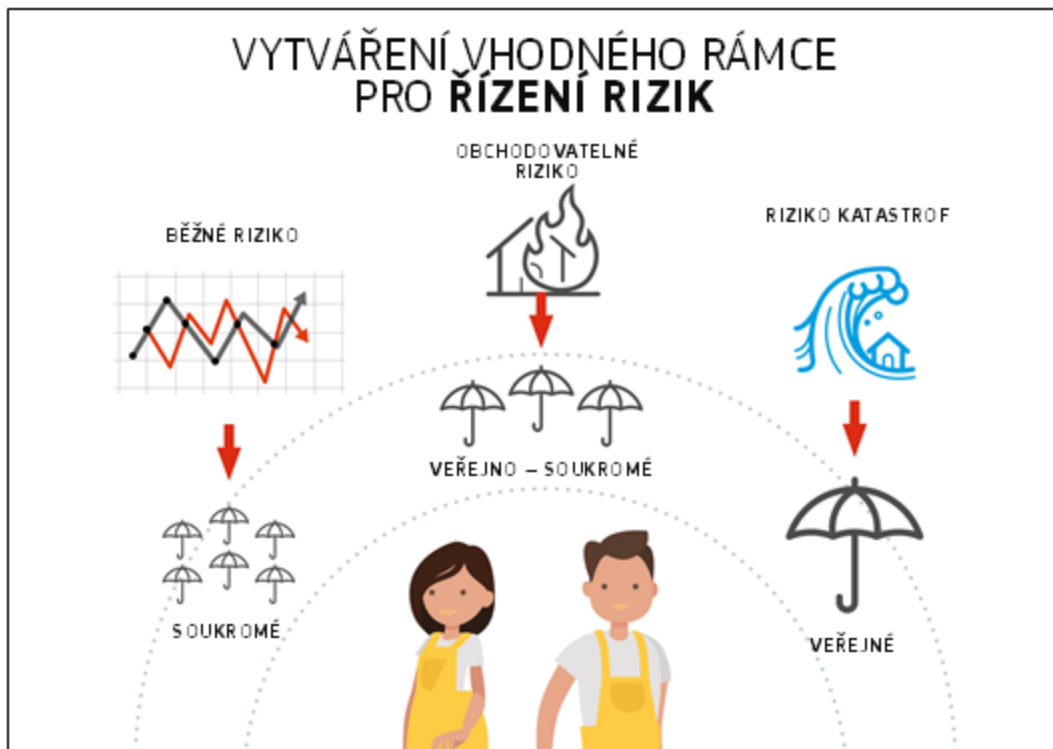 VYTVÁŘENÍ VHODNÉHO RÁMCE
PRO ŘÍZENÍ RIZIK
OBCHODOVATELNÉ
RIZIKO
BĚŽNÉ RIZIKO
RIZIKO KATASTROF
VEŘEJNO – SOUKROMÉ
SOUKROMÉ
VEŘEJNÉ